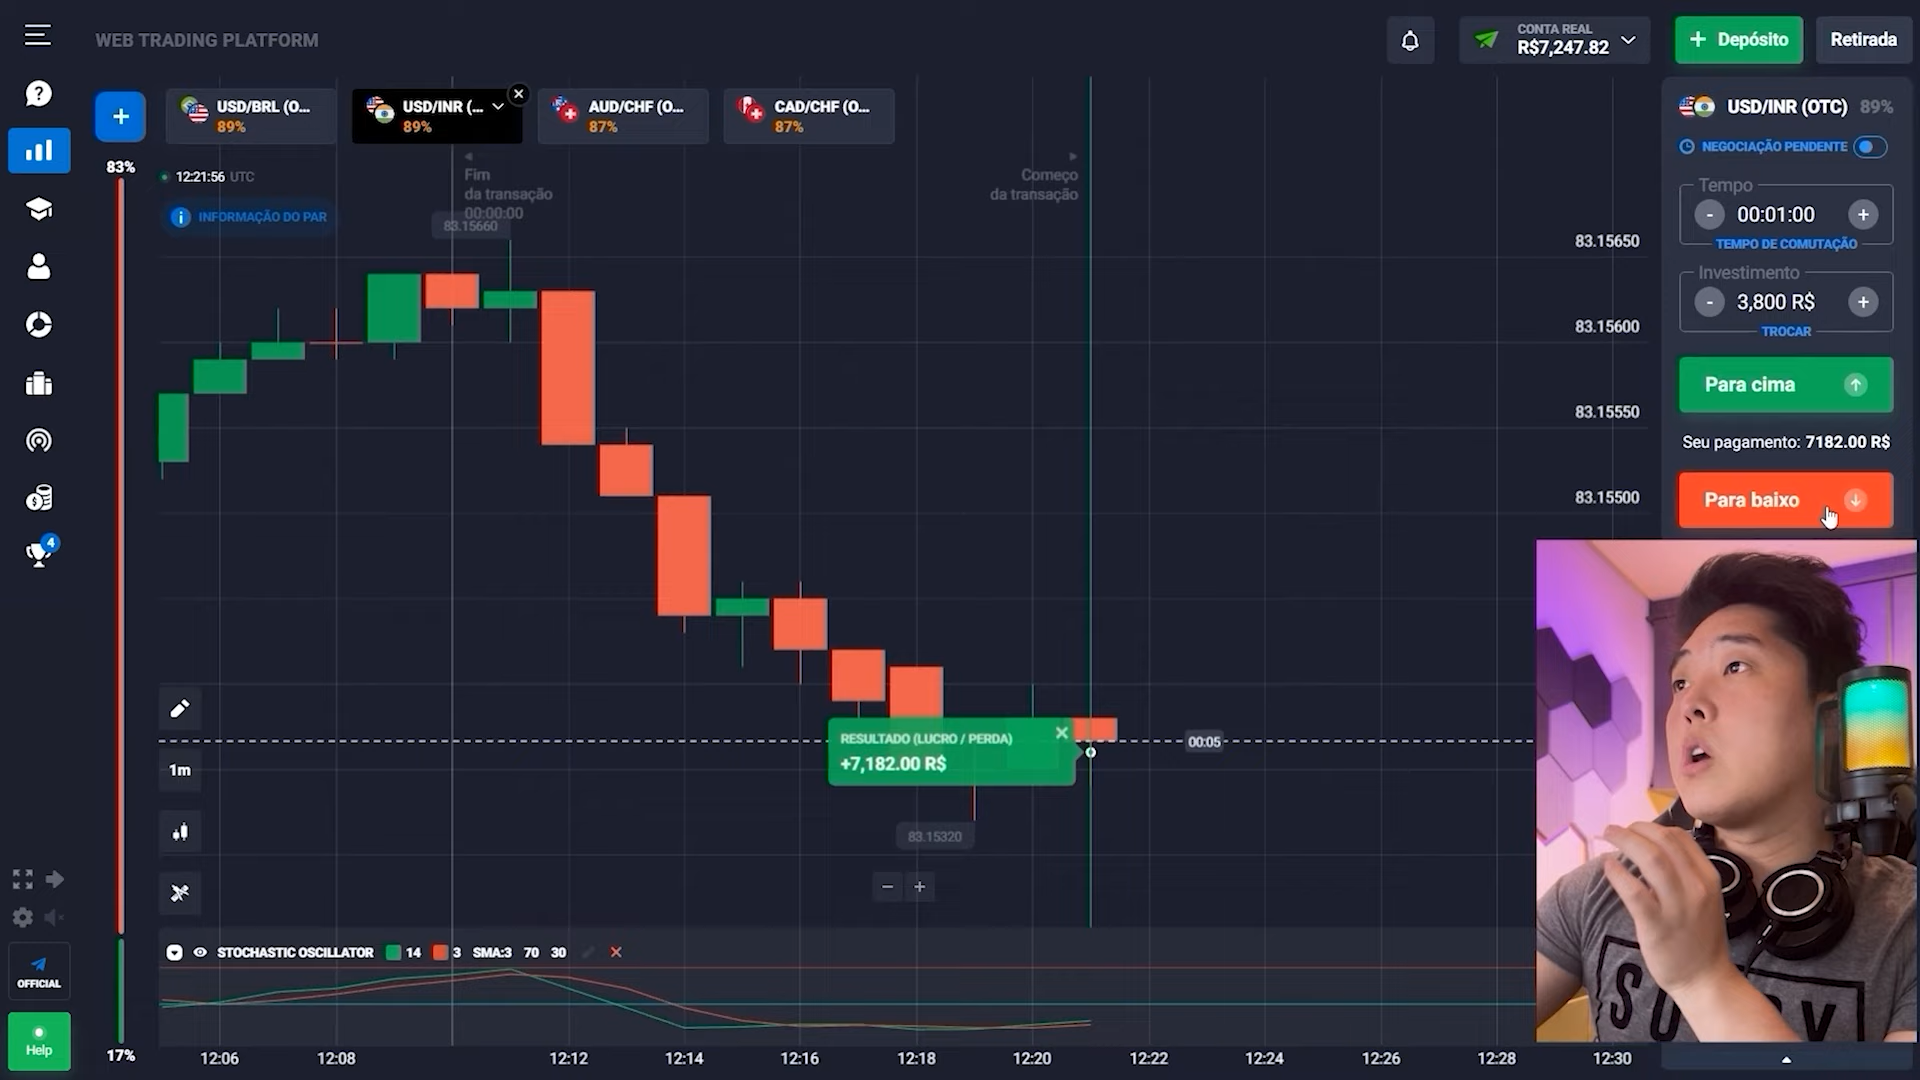 WEB TRADING PLATFORM
CONTA REAL
R$7,247.82
+ Depósito
Retirada
USD/BRL (O...
89%
USD/INR (...
89%
AUD/CHF (O...
87%
CAD/CHF (O...
87%
USD/INR (OTC) 89%
NEGOCIAÇÃO PENDENTE
Tempo
- 00:01:00 +
TEMPO DE COMUTAÇÃO
Investimento
- 3,800 R$ +
TROCAR
Para cima
Seu pagamento: 7182.00 R$
Para baixo
83%
12:21:56 UTC
INFORMAÇÃO DO PAR
Fim
da transação
00:00:00
83.15660
Começo
da transação
83.15650
83.15600
83.15550
83.15500
4
1m
RESULTADO (LUCRO / PERDA)
+7,182.00 R$
00:05
83.15320
- +
STOCHASTIC OSCILLATOR 14 3 SMA:3 70 30
OFFICIAL
Help
17%
12:06 12:08 12:12 12:14 12:16 12:18 12:20 12:22 12:24 12:26 12:28 12:30